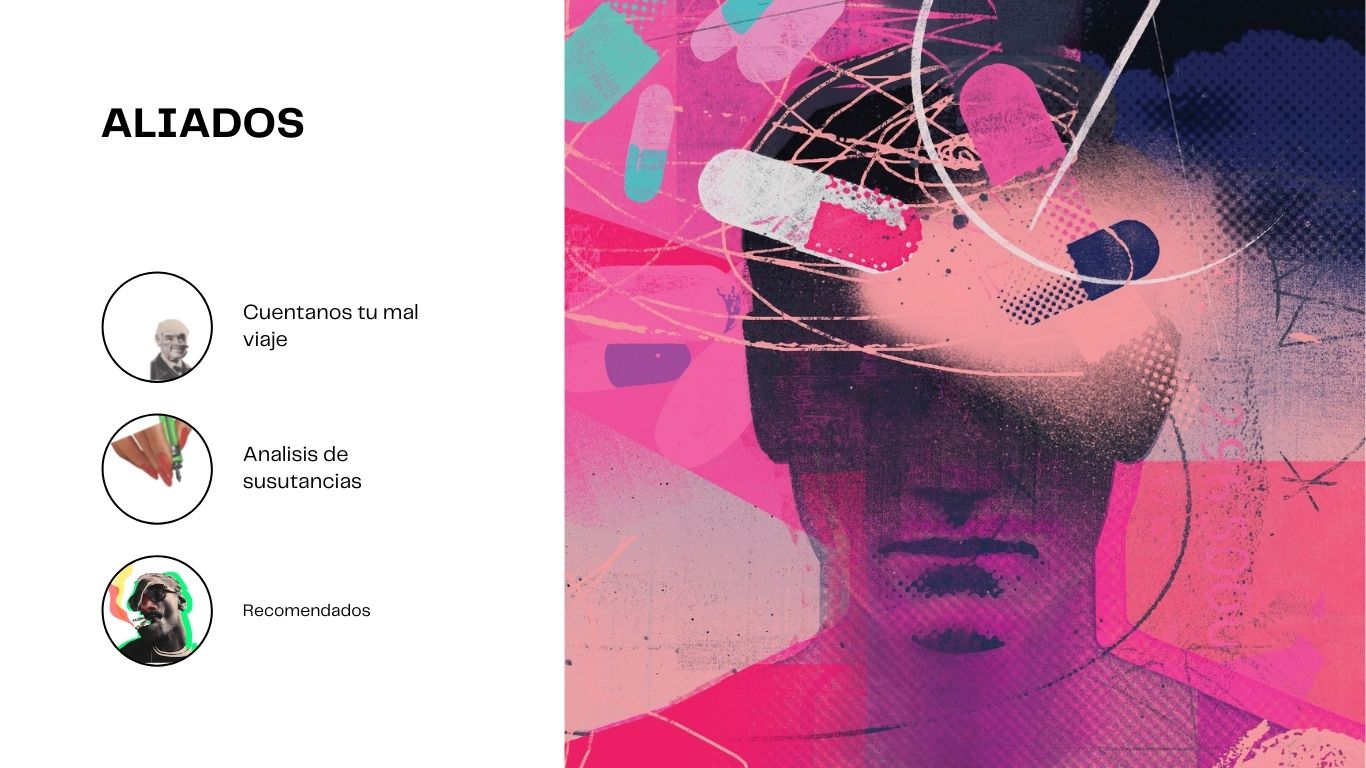 ALIADOS
Cuentanos tu mal
viaje
Analisis de
susutancias
Recomendados